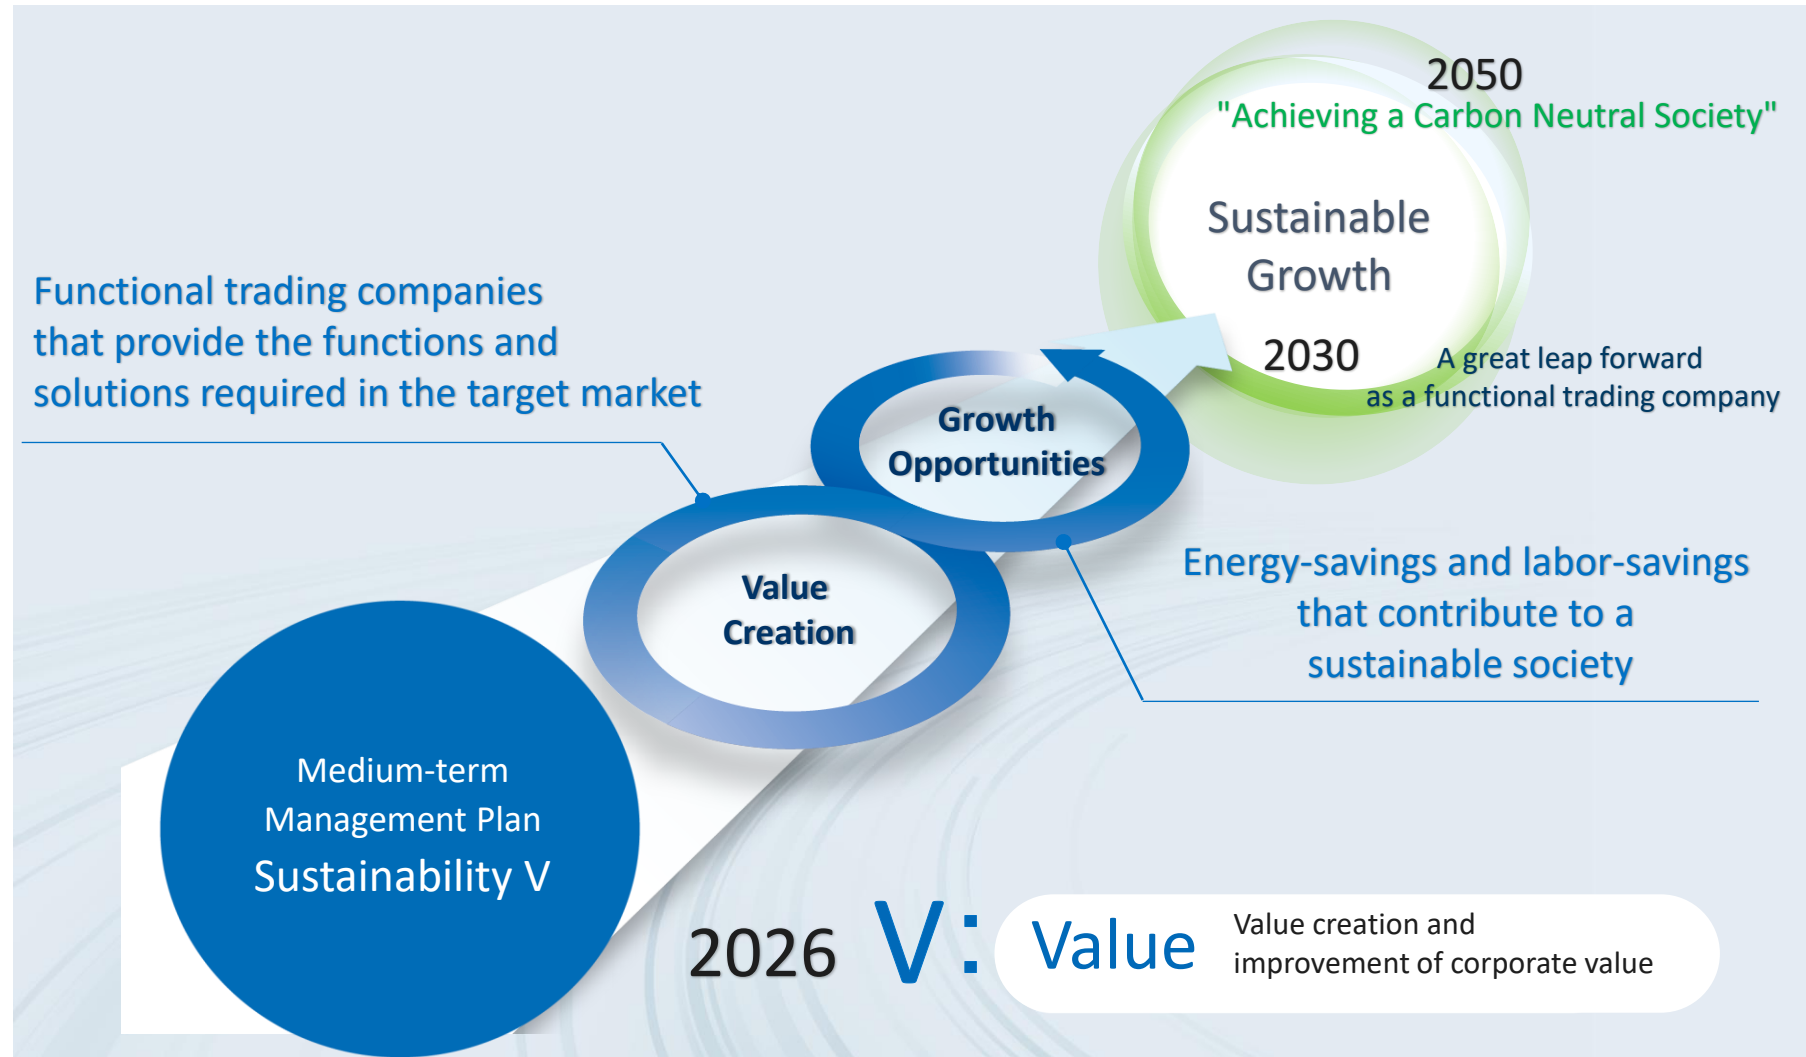 2050
"Achieving a Carbon Neutral Society"
Sustainable
Growth
2030
A great leap forward
as a functional trading company
Functional trading companies
that provide the functions and
solutions required in the target market
Growth
Opportunities
Value
Creation
Energy-savings and labor-savings
that contribute to a
sustainable society
Medium-term
Management Plan
Sustainability V
2026 V: Value
Value creation and
improvement of corporate value